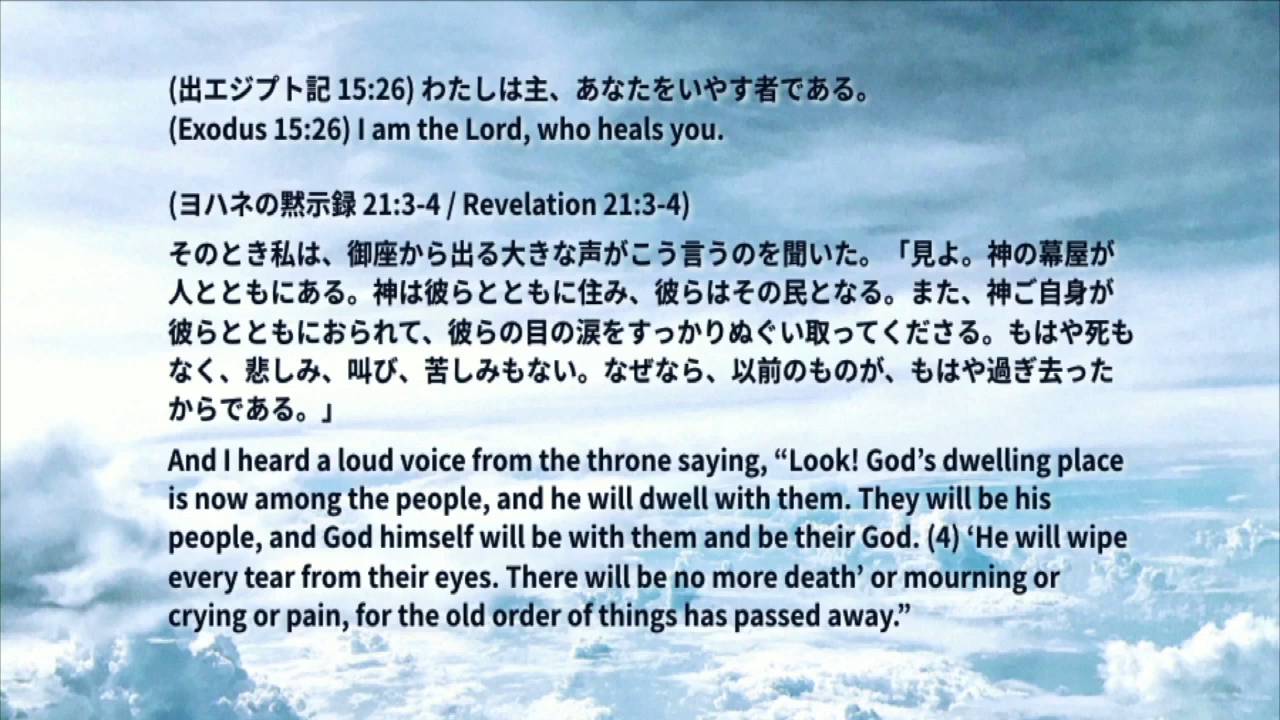 (出エジプト記 15:26) わたしは主、あなたをいやす者である。
(Exodus 15:26) I am the Lord, who heals you.
(ヨハネの黙示録 21:3-4 / Revelation 21:3-4)
そのとき私は、御座から出る大きな声がこう言うのを聞いた。「見よ。神の幕屋が
人とともにある。神は彼らとともに住み、彼らはその民となる。また、神ご自身が
彼らとともにおられて、彼らの目の涙をすっかりぬぐい取ってくださる。もはや死も
なく、悲しみ、叫び、苦しみもない。なぜなら、以前のものが、もはや過ぎ去った
からである。」
And I heard a loud voice from the throne saying, “Look! God’s dwelling place
is now among the people, and he will dwell with them. They will be his
people, and God himself will be with them and be their God. (4) ‘He will wipe
every tear from their eyes. There will be no more death’ or mourning or
crying or pain, for the old order of things has passed away.”